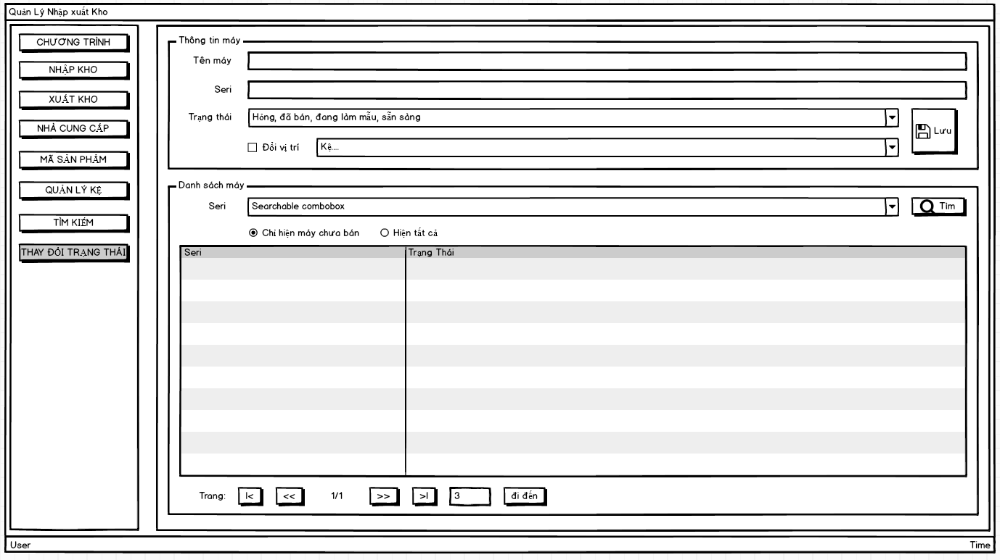 Quản Lý Nhập xuất Kho
CHƯƠNG TRÌNH
NHẬP KHO
XUẤT KHO
NHÀ CUNG CẤP
MÃ SẢN PHẨM
QUẢN LÝ KỆ
TÌM KIẾM
THAY ĐỔI TRẠNG THÁI
Thông tin máy
Tên máy
Seri
Trạng thái
Hỏng, đã bán, đang làm mẫu, sẵn sàng
Đổi vị trí
Kệ....
Lưu
Danh sách máy
Seri
Searchable combobox
Tìm
Chỉ hiện máy chưa bán
Hiện tất cả
Seri
Trạng Thái
Trang:
|<
<<
1/1
>>
>|
3
đi đến
User
Time